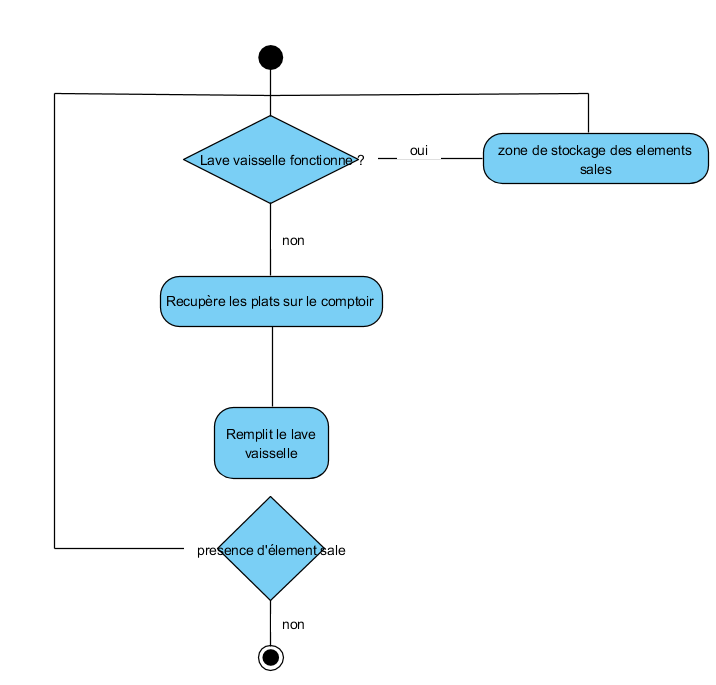 Lave vaisselle fonctionne ?
oui
zone de stockage des elements
sales
non
Recupère les plats sur le comptoir
Remplit le lave
vaisselle
presence d'élement sale
non